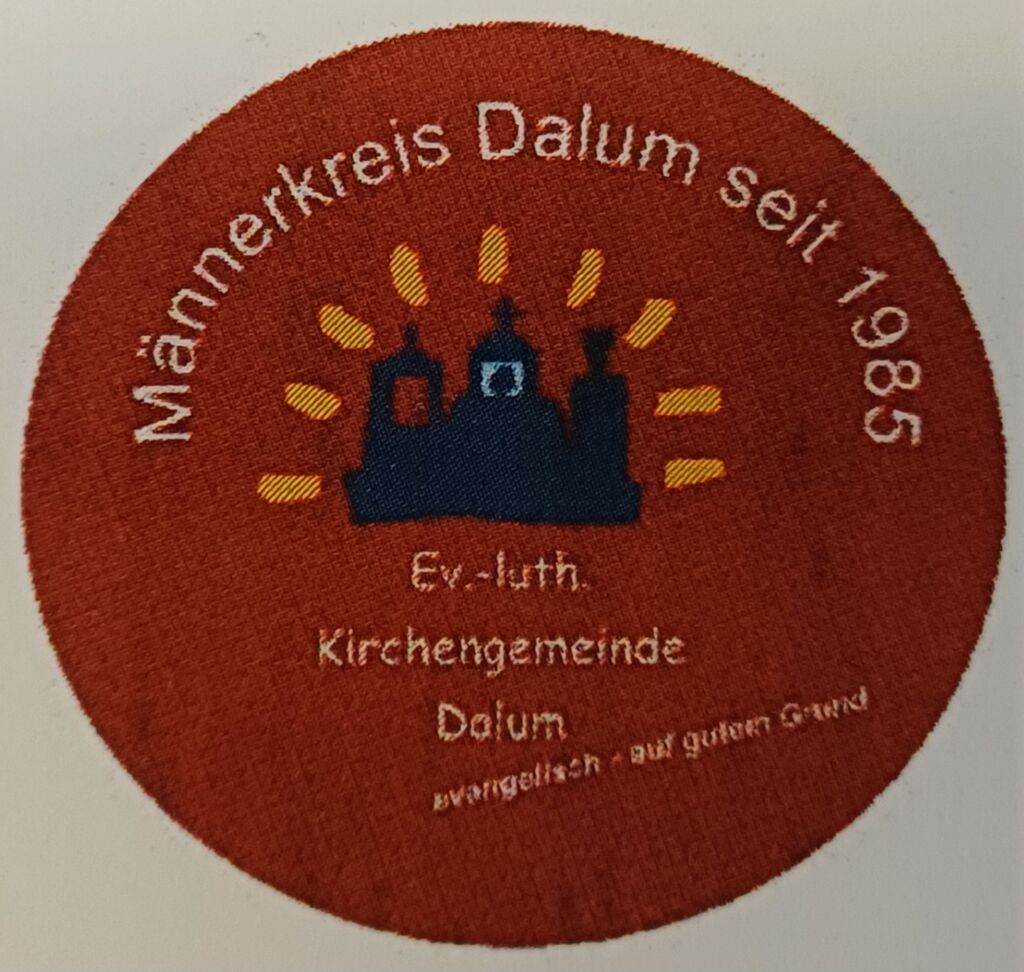 Männerkreis Dalum seit 1985
Ev.-luth.
Kirchengemeinde
Dalum
evangelisch - auf gutem Grund